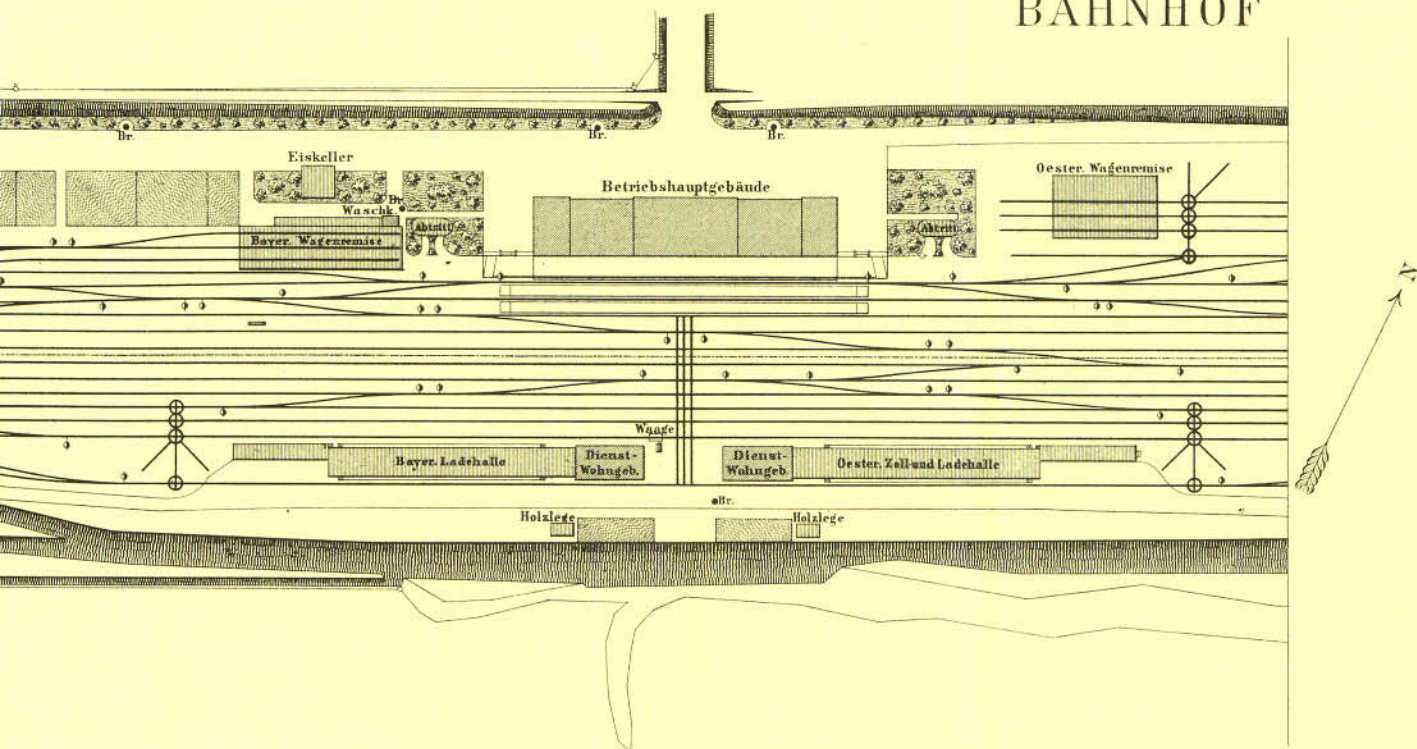 BAHNHOF
Br.
Br.
Br.
Eiskeller
Oester. Wagenremise
Betriebshauptgebäude
Br.
Waschk.
Abtritt
Abtritt
Bayer. Wagenremise
N
Waage
Bayer. Ladehalle
Dienst-
Wohngeb.
Dienst-
Wohngeb.
Oester. Zoll-und Ladehalle
Br.
Holzlege
Holzlege